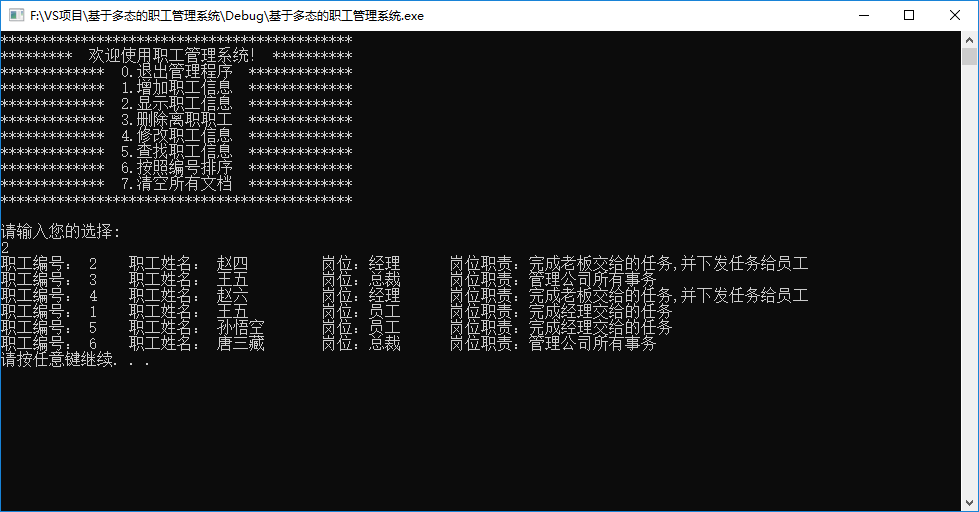 F:\VS项目\基于多态的职工管理系统\Debug\基于多态的职工管理系统.exe
********************************************
*********  欢迎使用职工管理系统！ **********
*************  0.退出管理程序  *************
*************  1.增加职工信息  *************
*************  2.显示职工信息  *************
*************  3.删除离职职工  *************
*************  4.修改职工信息  *************
*************  5.查找职工信息  *************
*************  6.按照编号排序  *************
*************  7.清空所有文档  *************
********************************************
请输入您的选择:
2
职工编号： 2    职工姓名： 赵四    岗位：经理    岗位职责：完成老板交给的任务,并下发任务给员工
职工编号： 3    职工姓名： 王五    岗位：总裁    岗位职责：管理公司所有事务
职工编号： 4    职工姓名： 赵六    岗位：经理    岗位职责：完成老板交给的任务,并下发任务给员工
职工编号： 1    职工姓名： 王五    岗位：员工    岗位职责：完成经理交给的任务
职工编号： 5    职工姓名： 孙悟空    岗位：员工    岗位职责：完成经理交给的任务
职工编号： 6    职工姓名： 唐三藏    岗位：总裁    岗位职责：管理公司所有事务
请按任意键继续. . .